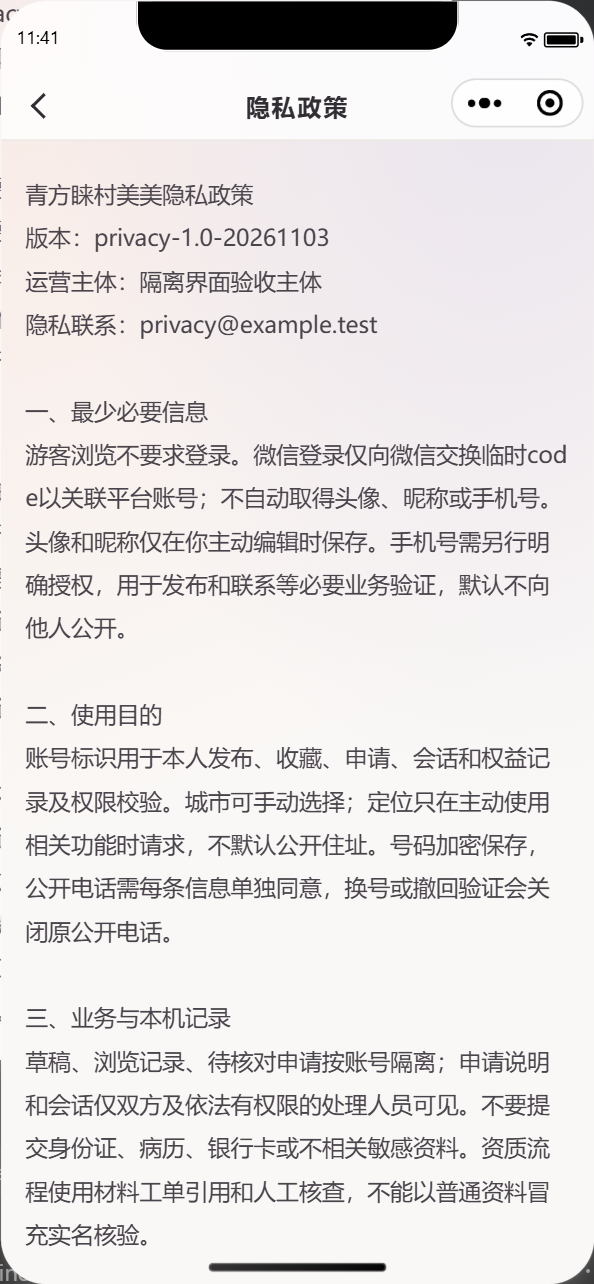 11:41
隐私政策
青方睐村美美隐私政策
版本：privacy-1.0-20261103
运营主体：隔离界面验收主体
隐私联系：privacy@example.test
一、最少必要信息
游客浏览不要求登录。微信登录仅向微信交换临时cod
e以关联平台账号；不自动取得头像、昵称或手机号。
头像和昵称仅在你主动编辑时保存。手机号需另行明
确授权，用于发布和联系等必要业务验证，默认不向
他人公开。
二、使用目的
账号标识用于本人发布、收藏、申请、会话和权益记
录及权限校验。城市可手动选择；定位只在主动使用
相关功能时请求，不默认公开住址。号码加密保存，
公开电话需每条信息单独同意，换号或撤回验证会关
闭原公开电话。
三、业务与本机记录
草稿、浏览记录、待核对申请按账号隔离；申请说明
和会话仅双方及依法有权限的处理人员可见。不要提
交身份证、病历、银行卡或不相关敏感资料。资质流
程使用材料工单引用和人工核查，不能以普通资料冒
充实名核验。